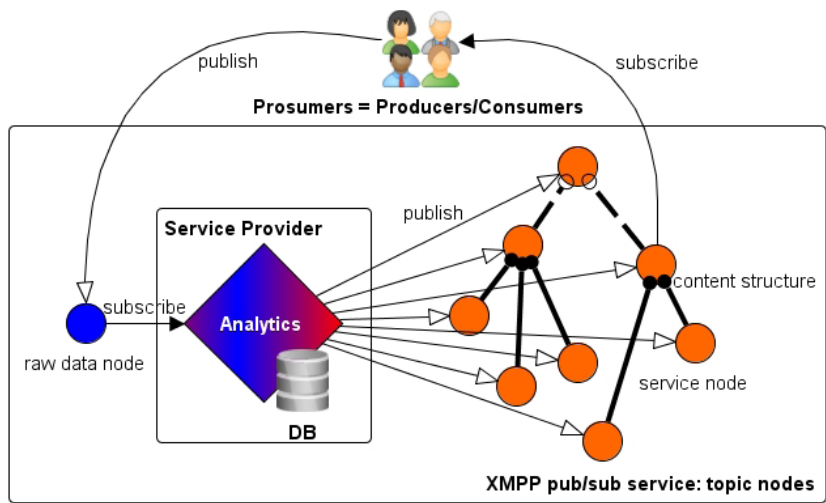 publish
subscribe
Prosumers = Producers/Consumers
Service Provider
publish
content structure
subscribe
Analytics
raw data node
service node
DB
XMPP pub/sub service: topic nodes